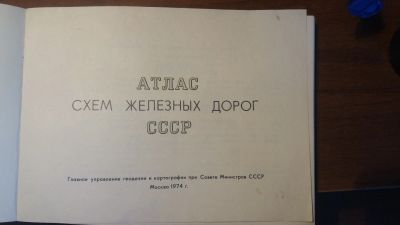 АТЛАС
СХЕМ ЖЕЛЕЗНЫХ ДОРОГ
СССР
Главное управление геодезии и картографии при Совете Министров СССР
Москва 1974 г.